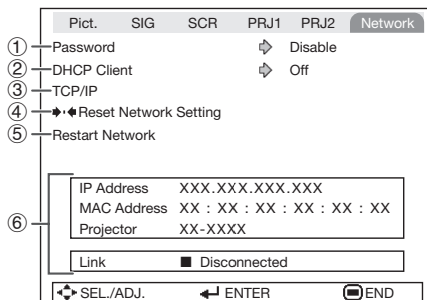 Pict. SIG SCR PRJ1 PRJ2 Network
① Password Disable
② DHCP Client Off
③ TCP/IP
④ Reset Network Setting
⑤ Restart Network
⑥
IP Address XXX.XXX.XXX.XXX
MAC Address XX : XX : XX : XX : XX : XX
Projector XX-XXXX
Link ■ Disconnected
SEL./ADJ. ENTER END